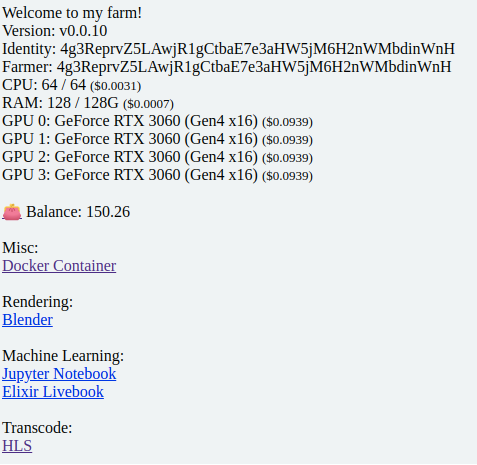 Welcome to my farm!
Version: v0.0.10
Identity: 4g3ReprvZ5LAwjR1gCtbaE7e3aHW5jM6H2nWMbdinWnH
Farmer: 4g3ReprvZ5LAwjR1gCtbaE7e3aHW5jM6H2nWMbdinWnH
CPU: 64 / 64 ($0.0031)
RAM: 128 / 128G ($0.0007)
GPU 0: GeForce RTX 3060 (Gen4 x16) ($0.0939)
GPU 1: GeForce RTX 3060 (Gen4 x16) ($0.0939)
GPU 2: GeForce RTX 3060 (Gen4 x16) ($0.0939)
GPU 3: GeForce RTX 3060 (Gen4 x16) ($0.0939)
👛 Balance: 150.26
Misc:
Docker Container
Rendering:
Blender
Machine Learning:
Jupyter Notebook
Elixir Livebook
Transcode:
HLS